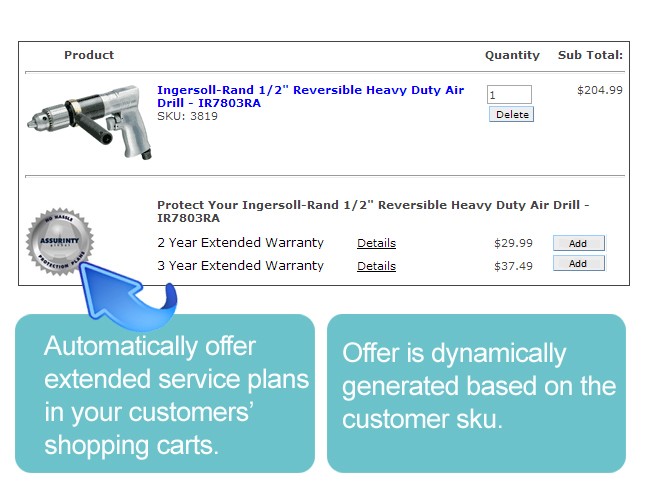 Product Quantity Sub Total:
Ingersoll-Rand 1/2" Reversible Heavy Duty Air
Drill - IR7803RA
SKU: 3819
1
$204.99
Delete
Protect Your Ingersoll-Rand 1/2" Reversible Heavy Duty Air Drill -
IR7803RA
NO HASSLE
ASSURINTY
PROTECTION PLANS
2 Year Extended Warranty Details $29.99 Add
3 Year Extended Warranty Details $37.49 Add
Automatically offer
extended service plans
in your customers’
shopping carts.
Offer is dynamically
generated based on the
customer sku.